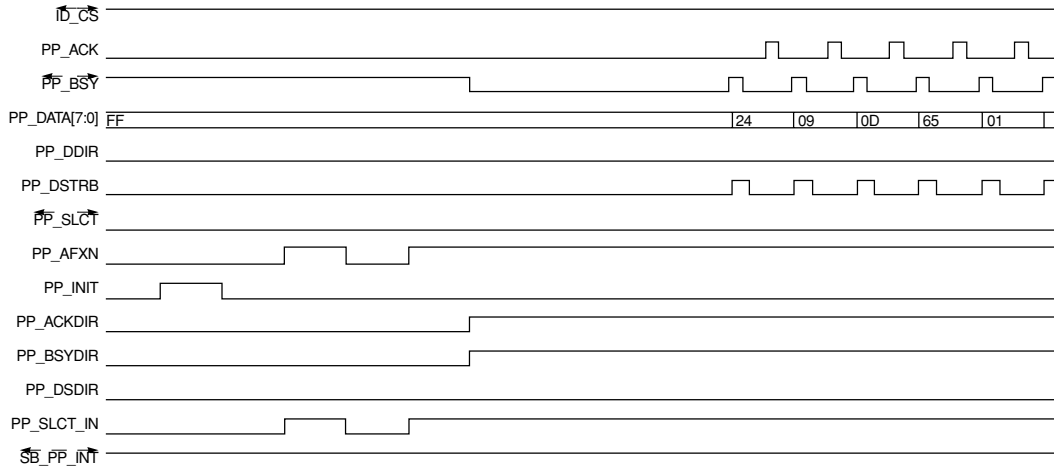 ID_CS
PP_ACK
PP_BSY
PP_DATA[7:0] FF 24 09 0D 65 01
PP_DDIR
PP_DSTRB
PP_SLCT
PP_AFXN
PP_INIT
PP_ACKDIR
PP_BSYDIR
PP_DSDIR
PP_SLCT_IN
SB_PP_INT